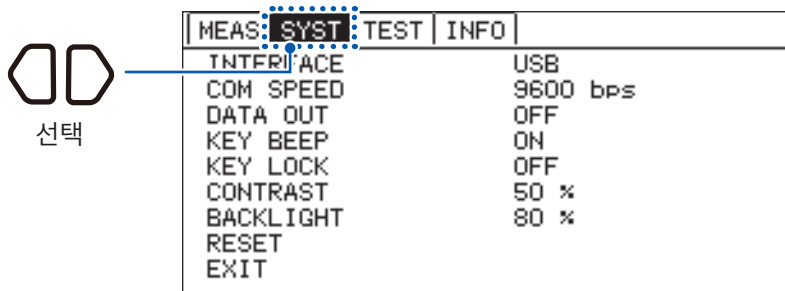 MEAS SYST TEST INFO
INTERFACE USB
COM SPEED 9600 bps
DATA OUT OFF
KEY BEEP ON
KEY LOCK OFF
CONTRAST 50 %
BACKLIGHT 80 %
RESET
EXIT
선택